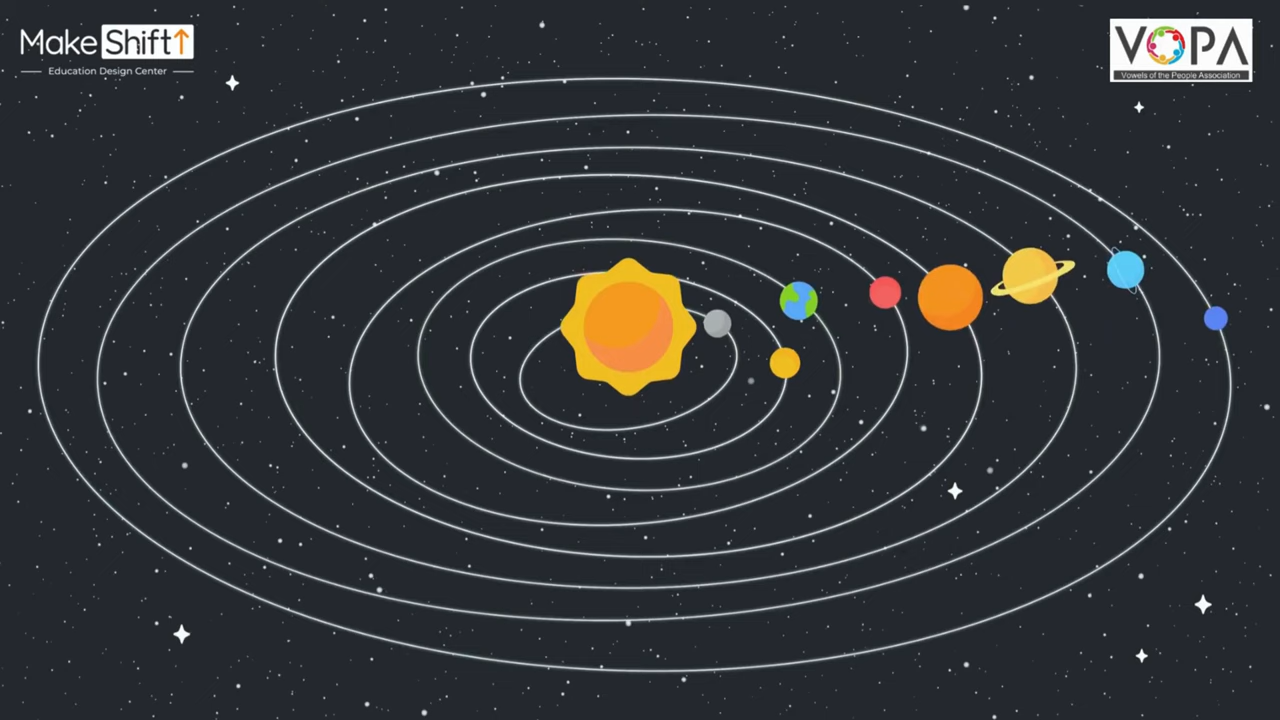 MakeShift
Education Design Center
VOPA
Vowels of the People Association